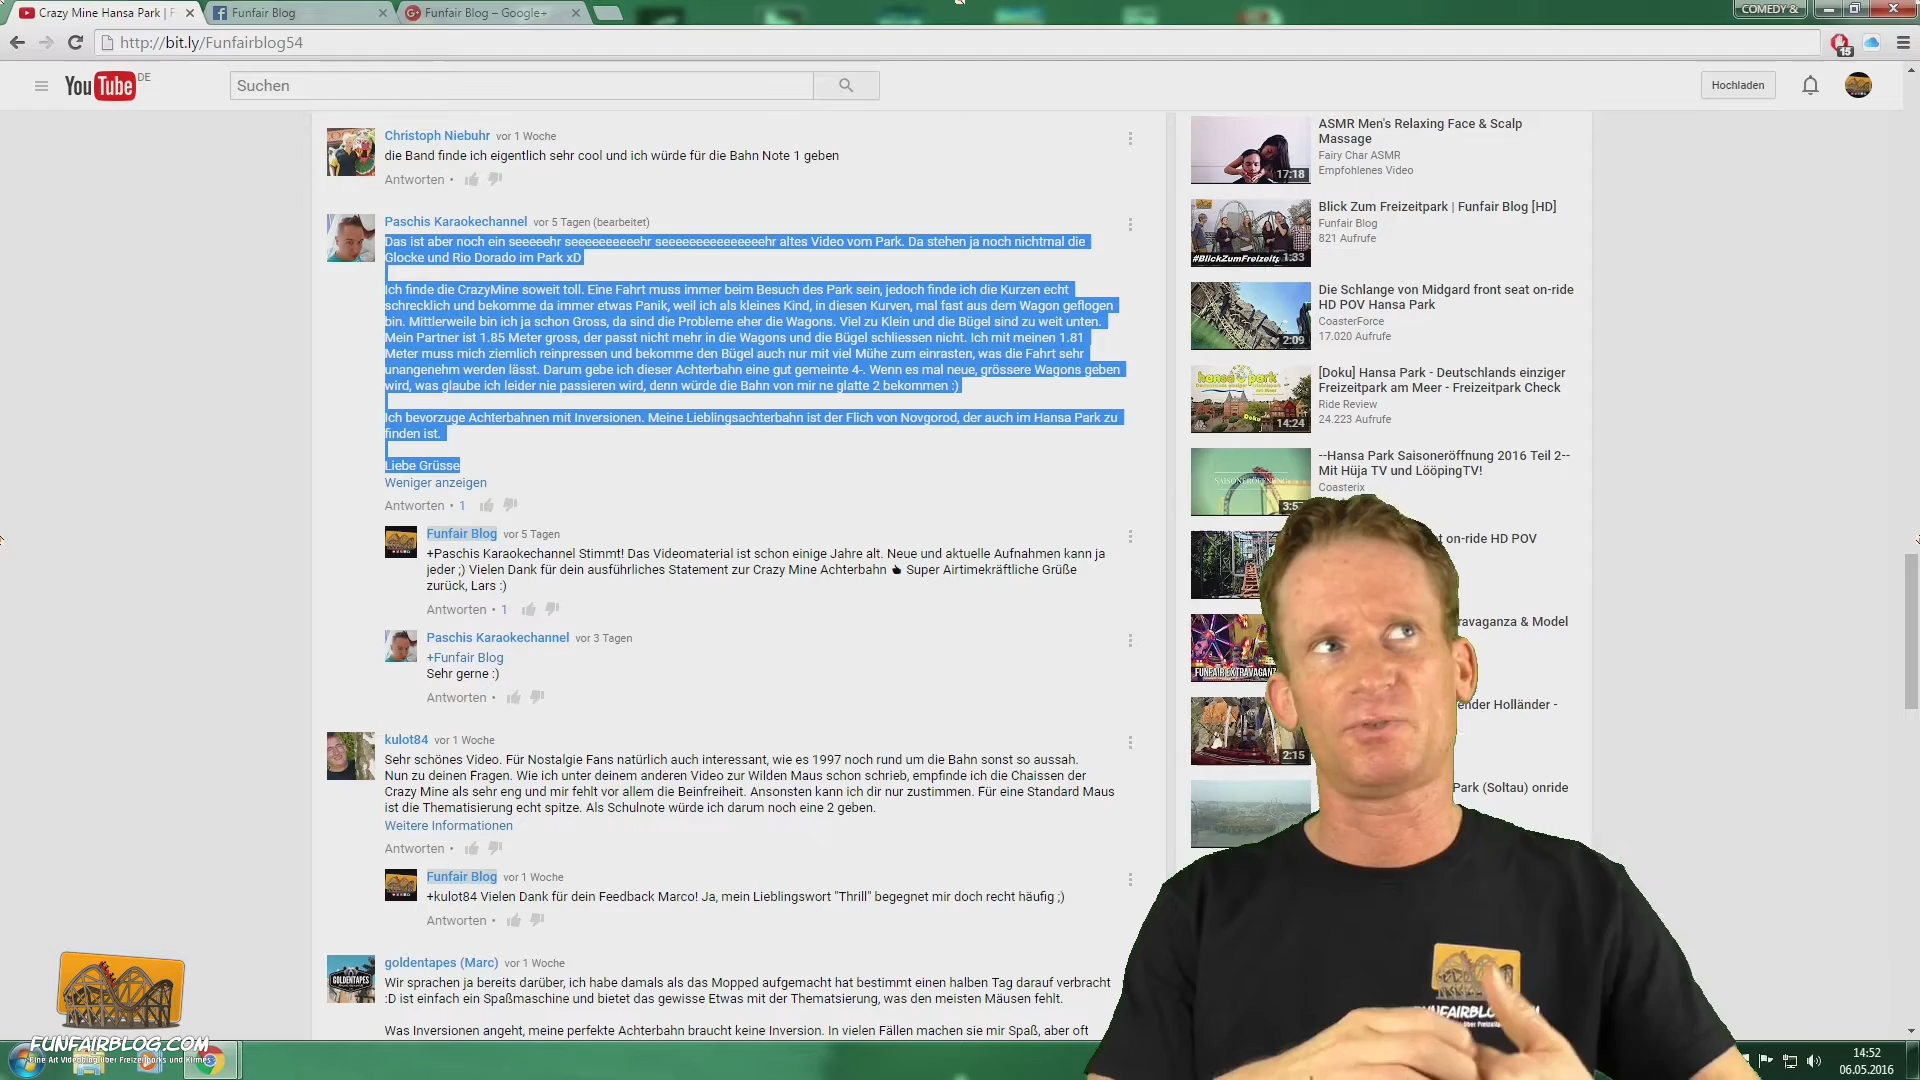 Crazy Mine Hansa Park | F
Funfair Blog
Funfair Blog – Google+
COMEDY &
http://bit.ly/Funfairblog54
15
YouTube DE
Suchen
Hochladen
Christoph Niebuhr vor 1 Woche
die Band finde ich eigentlich sehr cool und ich würde für die Bahn Note 1 geben
Antworten •
Paschis Karaokechannel vor 5 Tagen (bearbeitet)
Das ist aber noch ein seeeeehr seeeeeeeeeehr seeeeeeeeeeeeeeehr altes Video vom Park. Da stehen ja noch nichtmal die
Glocke und Rio Dorado im Park xD
Ich finde die CrazyMine soweit toll. Eine Fahrt muss immer beim Besuch des Park sein, jedoch finde ich die Kurzen echt
schrecklich und bekomme da immer etwas Panik, weil ich als kleines Kind, in diesen Kurven, mal fast aus dem Wagon geflogen
bin. Mittlerweile bin ich ja schon Gross, da sind die Probleme eher die Wagons. Viel zu Klein und die Bügel sind zu weit unten.
Mein Partner ist 1.85 Meter gross, der passt nicht mehr in die Wagons und die Bügel schliessen nicht. Ich mit meinen 1.81
Meter muss mich ziemlich reinpressen und bekomme den Bügel auch nur mit viel Mühe zum einrasten, was die Fahrt sehr
unangenehm werden lässt. Darum gebe ich dieser Achterbahn eine gut gemeinte 4-. Wenn es mal neue, grössere Wagons geben
wird, was glaube ich leider nie passieren wird, denn würde die Bahn von mir ne glatte 2 bekommen :)
Ich bevorzuge Achterbahnen mit Inversionen. Meine Lieblingsachterbahn ist der Flich von Novgorod, der auch im Hansa Park zu
finden ist.
Liebe Grüsse
Weniger anzeigen
Antworten • 1
Funfair Blog vor 5 Tagen
+Paschis Karaokechannel Stimmt! Das Videomaterial ist schon einige Jahre alt. Neue und aktuelle Aufnahmen kann ja
jeder ;) Vielen Dank für dein ausführliches Statement zur Crazy Mine Achterbahn Super Airtimekräftliche Grüße
zurück, Lars :)
Antworten • 1
Paschis Karaokechannel vor 3 Tagen
+Funfair Blog
Sehr gerne :)
Antworten •
kulot84 vor 1 Woche
Sehr schönes Video. Für Nostalgie Fans natürlich auch interessant, wie es 1997 noch rund um die Bahn sonst so aussah.
Nun zu deinen Fragen. Wie ich unter deinem anderen Video zur Wilden Maus schon schrieb, empfinde ich die Chaissen der
Crazy Mine als sehr eng und mir fehlt vor allem die Beinfreiheit. Ansonsten kann ich dir nur zustimmen. Für eine Standard Maus
ist die Thematisierung echt spitze. Als Schulnote würde ich darum noch eine 2 geben.
Weitere Informationen
Antworten •
Funfair Blog vor 1 Woche
+kulot84 Vielen Dank für dein Feedback Marco! Ja, mein Lieblingswort "Thrill" begegnet mir doch recht häufig ;)
Antworten •
goldentapes (Marc) vor 1 Woche
Wir sprachen ja bereits darüber, ich habe damals als das Mopped aufgemacht hat bestimmt einen halben Tag darauf verbracht
:D ist einfach ein Spaßmaschine und bietet das gewisse Etwas mit der Thematisierung, was den meisten Mäusen fehlt.
Was Inversionen angeht, meine perfekte Achterbahn braucht keine Inversion. In vielen Fällen machen sie mir Spaß, aber oft
GOLDENTAPES
ASMR Men's Relaxing Face & Scalp
Massage
Fairy Char ASMR
Empfohlenes Video
17:18
Blick Zum Freizeitpark | Funfair Blog [HD]
Funfair Blog
821 Aufrufe
#BlickZumFreizeitp
1:33
Die Schlange von Midgard front seat on-ride
HD POV Hansa Park
CoasterForce
17.020 Aufrufe
2:09
[Doku] Hansa Park - Deutschlands einziger
Freizeitpark am Meer - Freizeitpark Check
Ride Review
24.223 Aufrufe
hansa park
Doku
14:24
--Hansa Park Saisoneröffnung 2016 Teil 2--
Mit Hüja TV und LööpingTV!
Coasterix
SAISONERÖFFNUNG
3:5
t on-ride HD POV
ravaganza & Model
FUNFAIR EXTRAVAGANZA
ender Holländer -
2:15
Park (Soltau) onride
FUNFAIRBLOG.COM
Eine Art Videoblog über Freizeitparks und Kirmes
UNFAIRBLOG.COM
14:52
06.05.2016